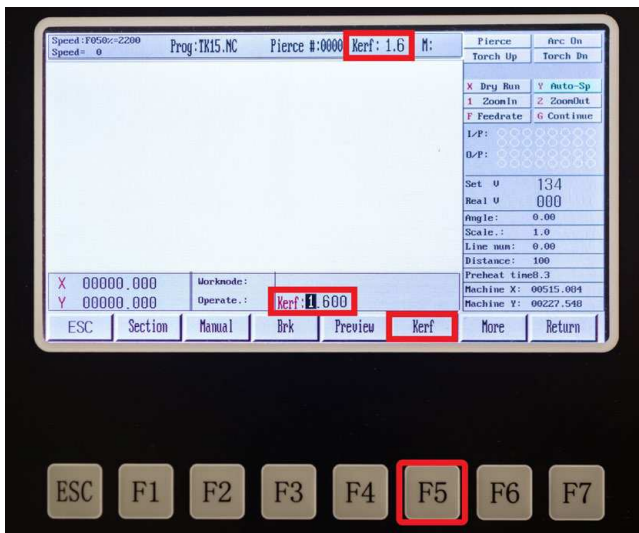 Speed:F050%=2200
Speed= 0
Prog:TK15.NC Pierce #:0000 Kerf: 1.6 M:
Pierce Arc On
Torch Up Torch Dn
X Dry Run Y Auto-Sp
1 ZoomIn 2 ZoomOut
F Feedrate G Continue
I/P:
O/P:
Set V 134
Real V 000
Angle: 0.00
Scale.: 1.0
Line num: 0.00
Distance: 100
Preheat time8.3
Machine X: 00515.084
Machine Y: 00227.548
X 00000.000 Workmode:
Y 00000.000 Operate.: Kerf:1.600
ESC Section Manual Brk Preview Kerf More Return
ESC F1 F2 F3 F4 F5 F6 F7